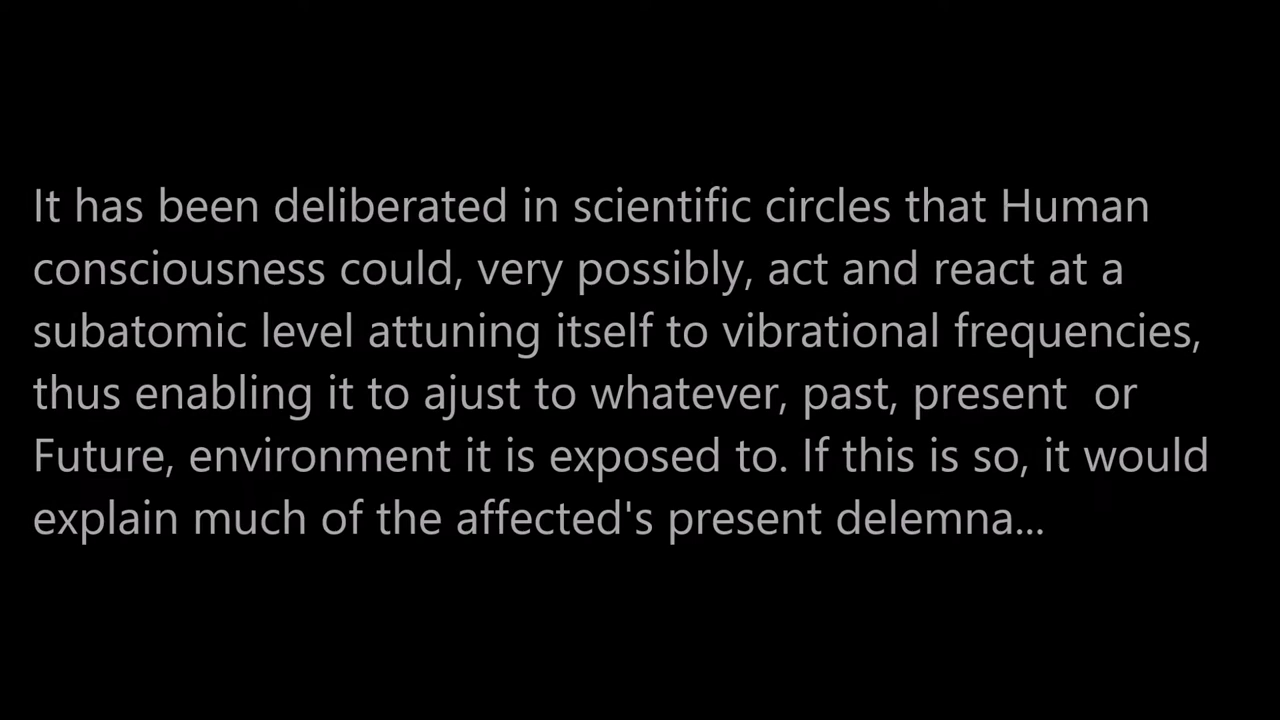 It has been deliberated in scientific circles that Human
consciousness could, very possibly, act and react at a
subatomic level attuning itself to vibrational frequencies,
thus enabling it to ajust to whatever, past, present  or
Future, environment it is exposed to. If this is so, it would
explain much of the affected's present delemna...